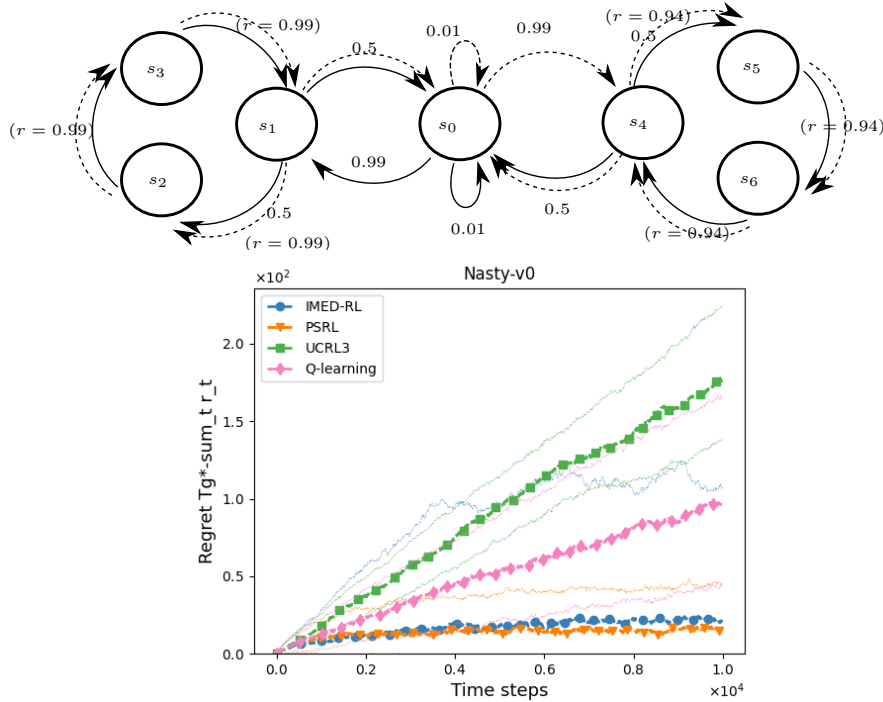 (r = 0.99)
0.5
0.01
0.99
(r = 0.94)
0.5
s3
s5
s1
s0
s4
(r = 0.99)
(r = 0.94)
0.99
s2
s6
0.5
0.5
0.01
(r = 0.99)
(r = 0.94)
Nasty-v0
×10²
IMED-RL
PSRL
UCRL3
Q-learning
2.0
1.5
1.0
0.5
0.0
Regret Tg*-sum_t r_t
0.0 0.2 0.4 0.6 0.8 1.0
Time steps
×10⁴